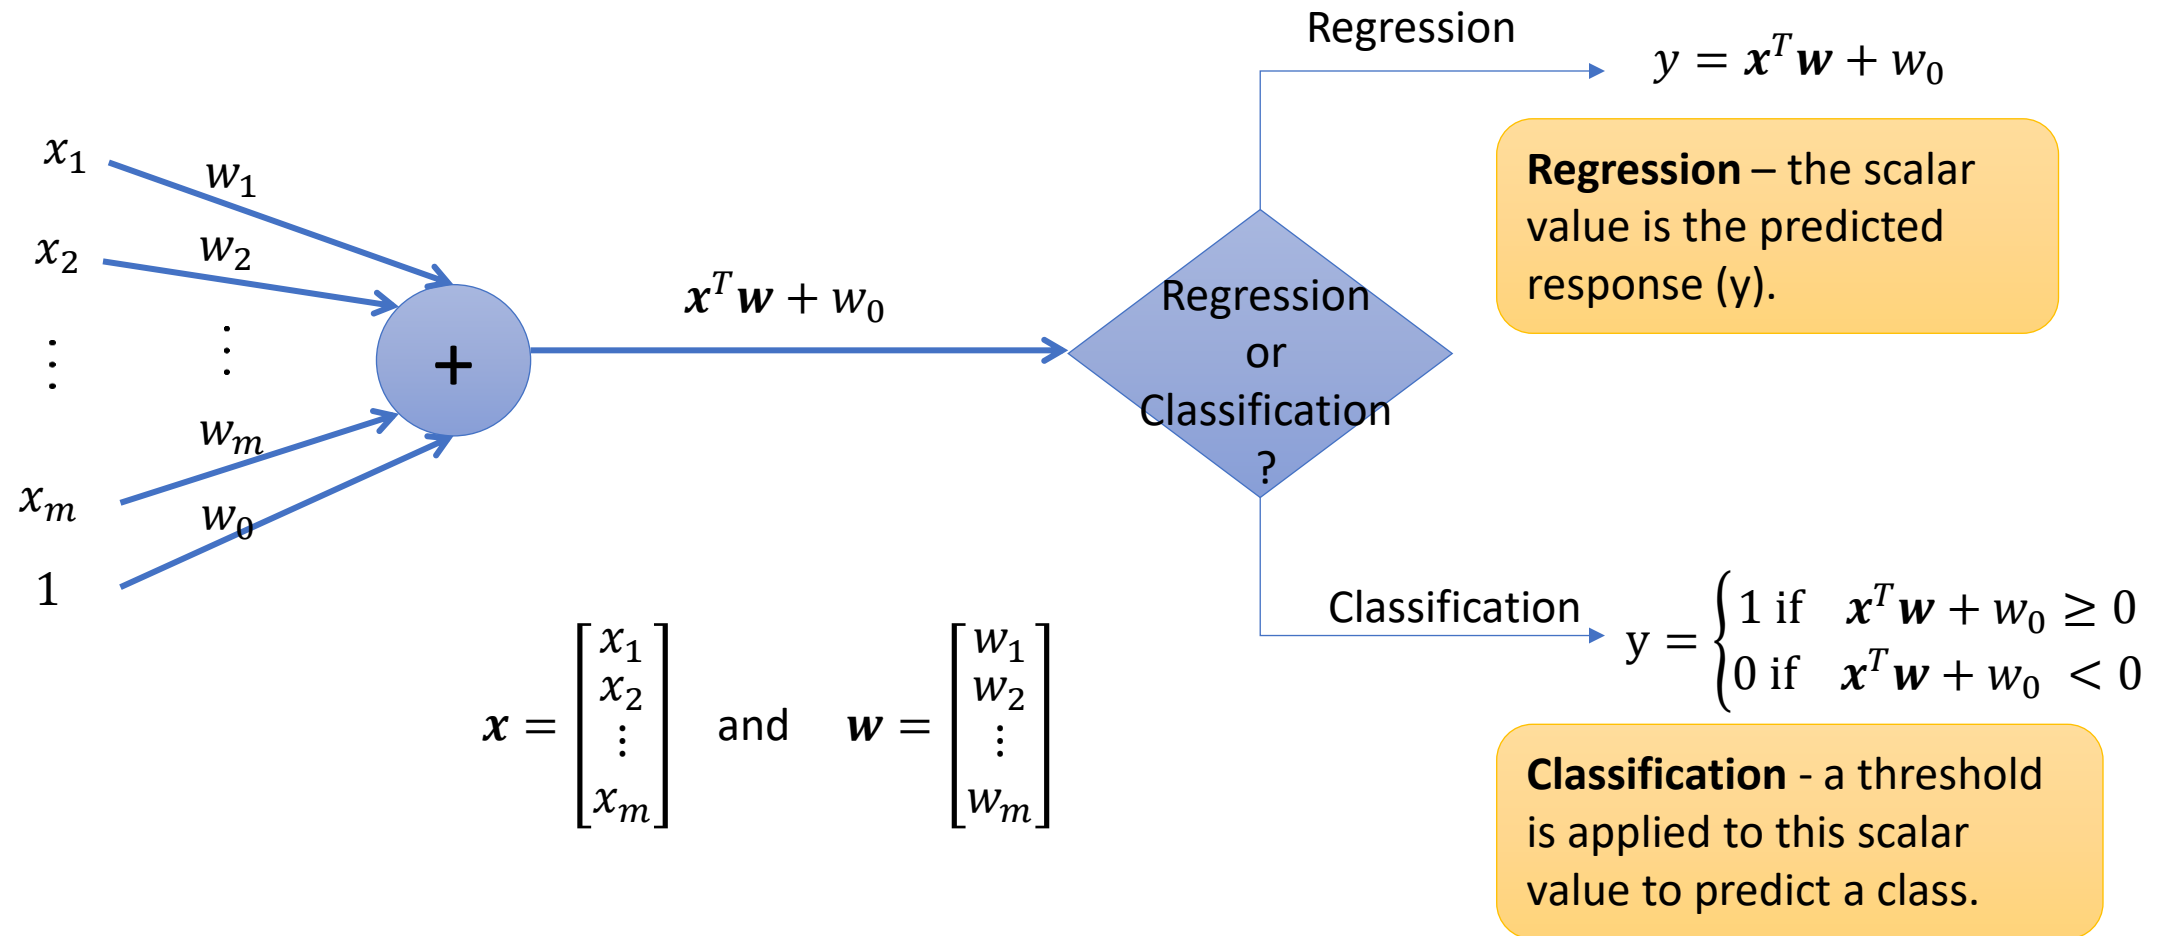 Regression
y = x^T w + w_0
x_1
w_1
Regression – the scalar
value is the predicted
response (y).
x_2
w_2
x^T w + w_0
Regression
or
Classification
?
+
⋮
⋮
w_m
x_m
w_0
1
Classification
y = { 1 if x^T w + w_0 ≥ 0
0 if x^T w + w_0 < 0
x = [x_1 x_2 ⋮ x_m] and w = [w_1 w_2 ⋮ w_m]
Classification - a threshold
is applied to this scalar
value to predict a class.